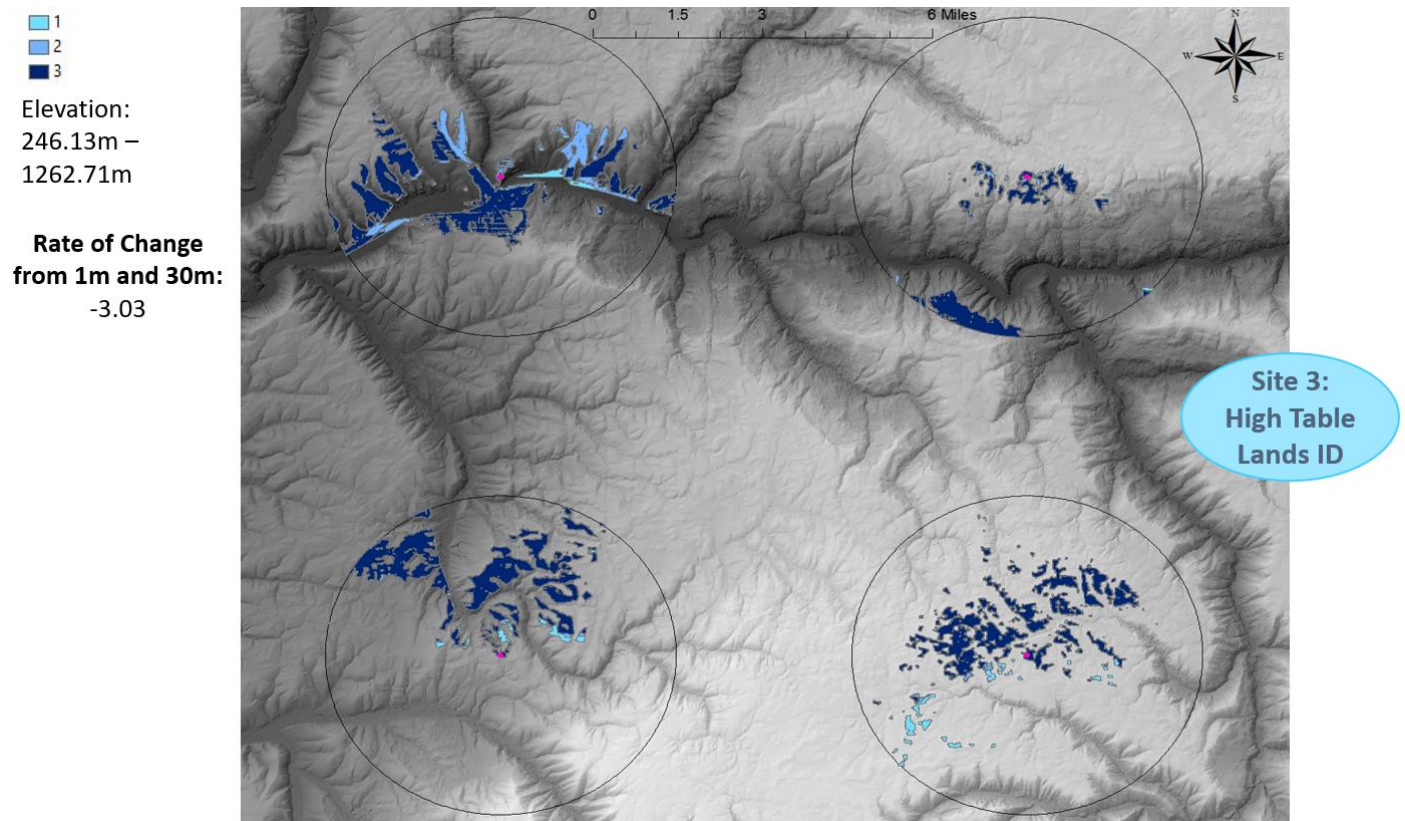 1
2
3
Elevation:
246.13m –
1262.71m
Rate of Change
from 1m and 30m:
-3.03
0 1.5 3 6 Miles
N
W E
S
Site 3:
High Table
Lands ID